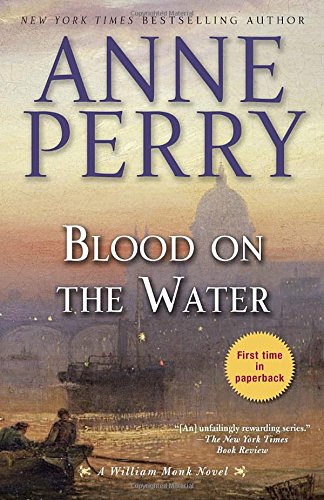 NEW YORK TIMES BESTSELLING AUTHOR
ANNE
PERRY
BLOOD ON
THE WATER
First time
in
paperback
"[An] unfailingly rewarding series."
—The New York Times
Book Review
A William Monk Novel